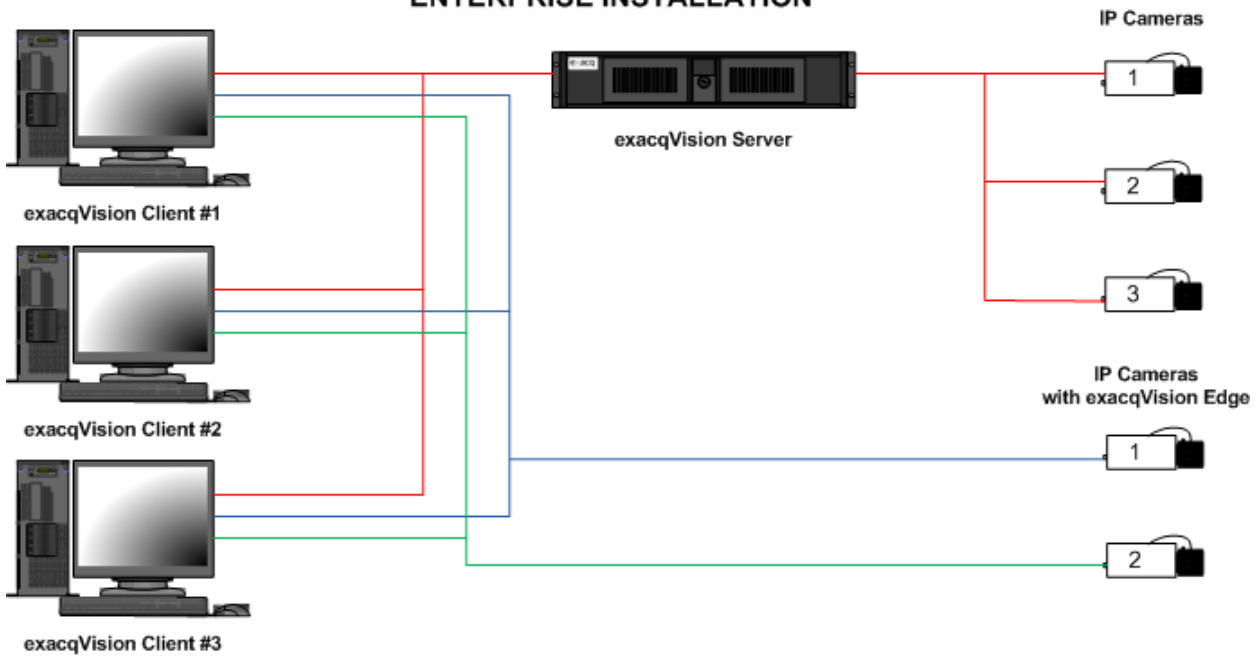 ENTERPRISE INSTALLATION
IP Cameras
1
exacqVision Server
2
exacqVision Client #1
3
IP Cameras
with exacqVision Edge
exacqVision Client #2
1
2
exacqVision Client #3